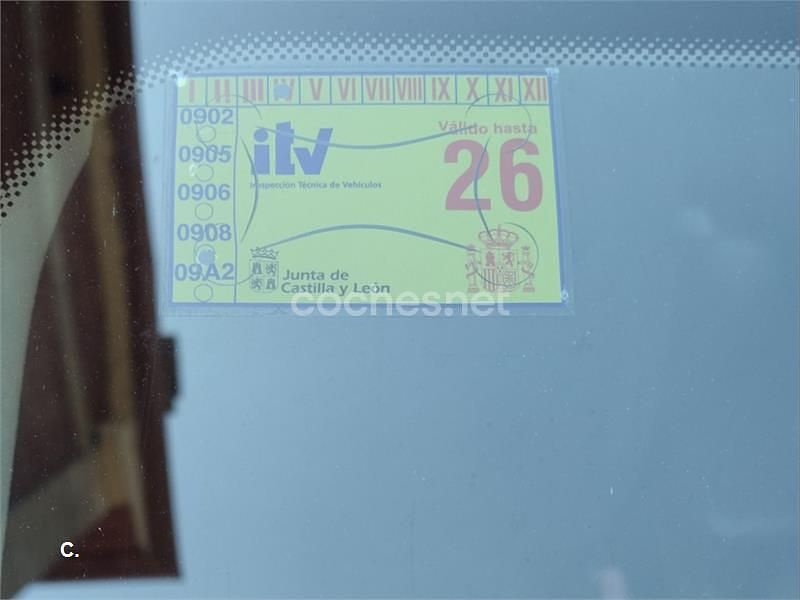 I II III IV V VI VII VIII IX X XI XII
0902
0905
0906
0908
09A2
itv
Inspección Técnica de Vehículos
Válido hasta
26
Junta de
Castilla y León
coches.net
C.